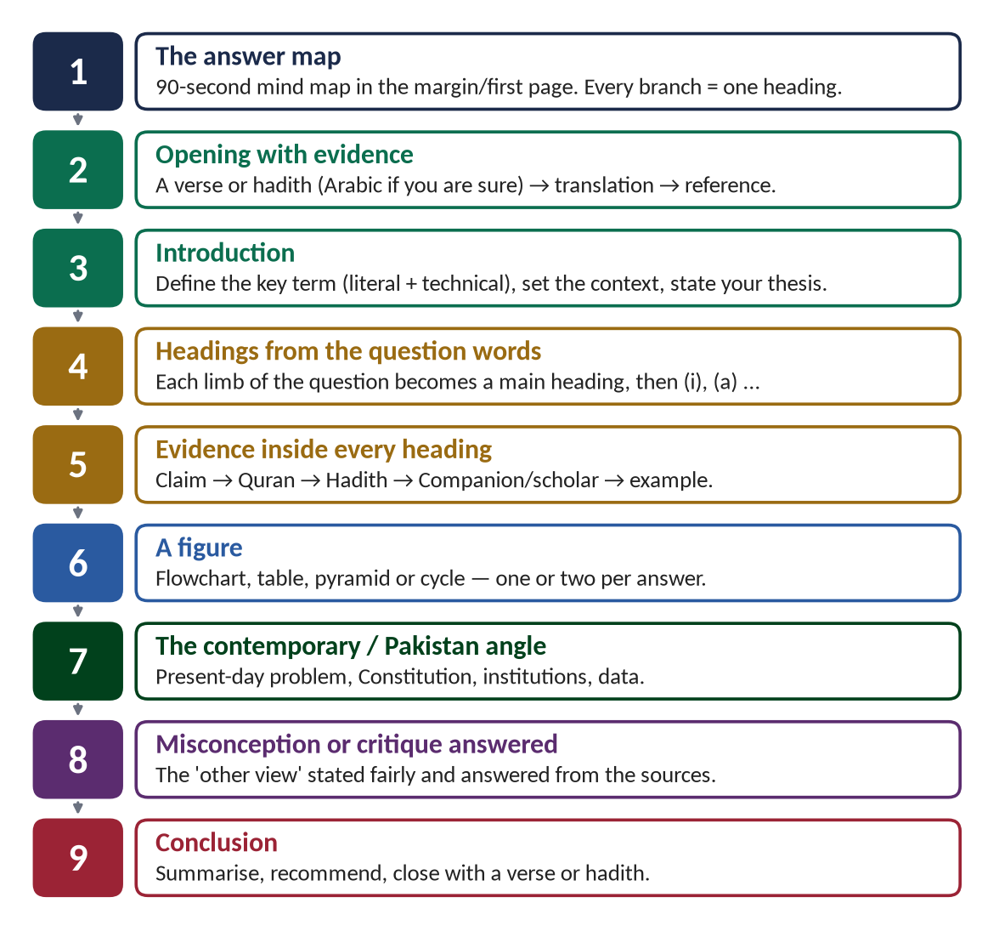 1
The answer map
90-second mind map in the margin/first page. Every branch = one heading.
2
Opening with evidence
A verse or hadith (Arabic if you are sure) → translation → reference.
3
Introduction
Define the key term (literal + technical), set the context, state your thesis.
4
Headings from the question words
Each limb of the question becomes a main heading, then (i), (a) ...
5
Evidence inside every heading
Claim → Quran → Hadith → Companion/scholar → example.
6
A figure
Flowchart, table, pyramid or cycle — one or two per answer.
7
The contemporary / Pakistan angle
Present-day problem, Constitution, institutions, data.
8
Misconception or critique answered
The 'other view' stated fairly and answered from the sources.
9
Conclusion
Summarise, recommend, close with a verse or hadith.